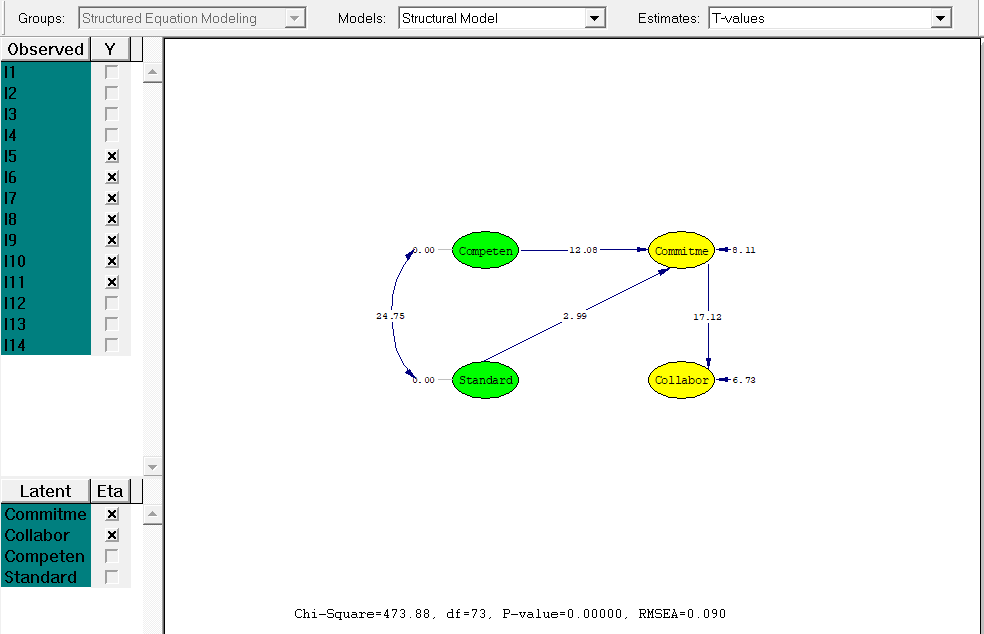 Groups: Structured Equation Modeling Models: Structural Model Estimates: T-values
Observed Y
I1
I2
I3
I4
I5
I6
I7
I8
I9
I10
I11
I12
I13
I14
0.00 Competen 12.08 Commitme 8.11
24.75 2.99 17.12
0.00 Standard Collabor 6.73
Latent Eta
Commitme
Collabor
Competen
Standard
Chi-Square=473.88, df=73, P-value=0.00000, RMSEA=0.090